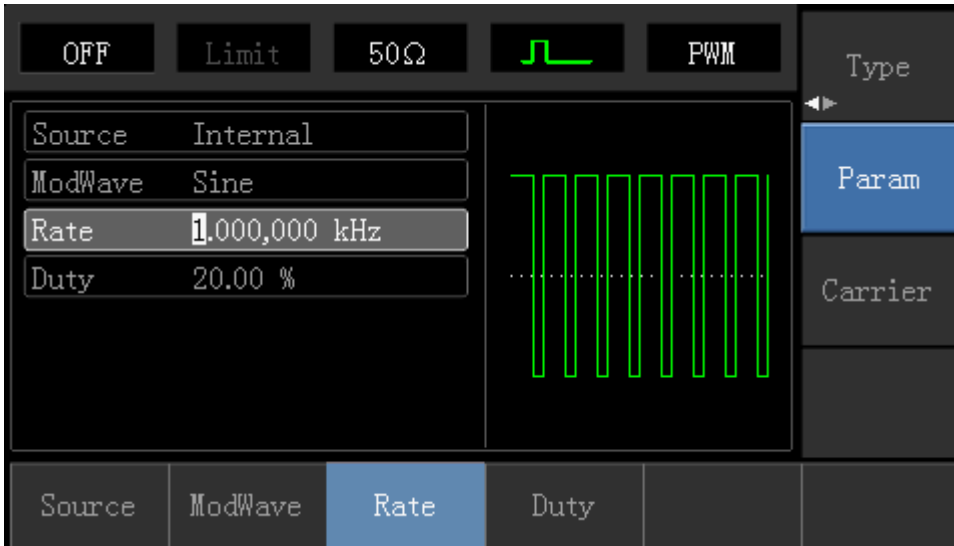 OFF Limit 50Ω PWM
Type
Source Internal
ModWave Sine
Rate 1.000,000 kHz
Duty 20.00 %
Param
Carrier
Source ModWave Rate Duty